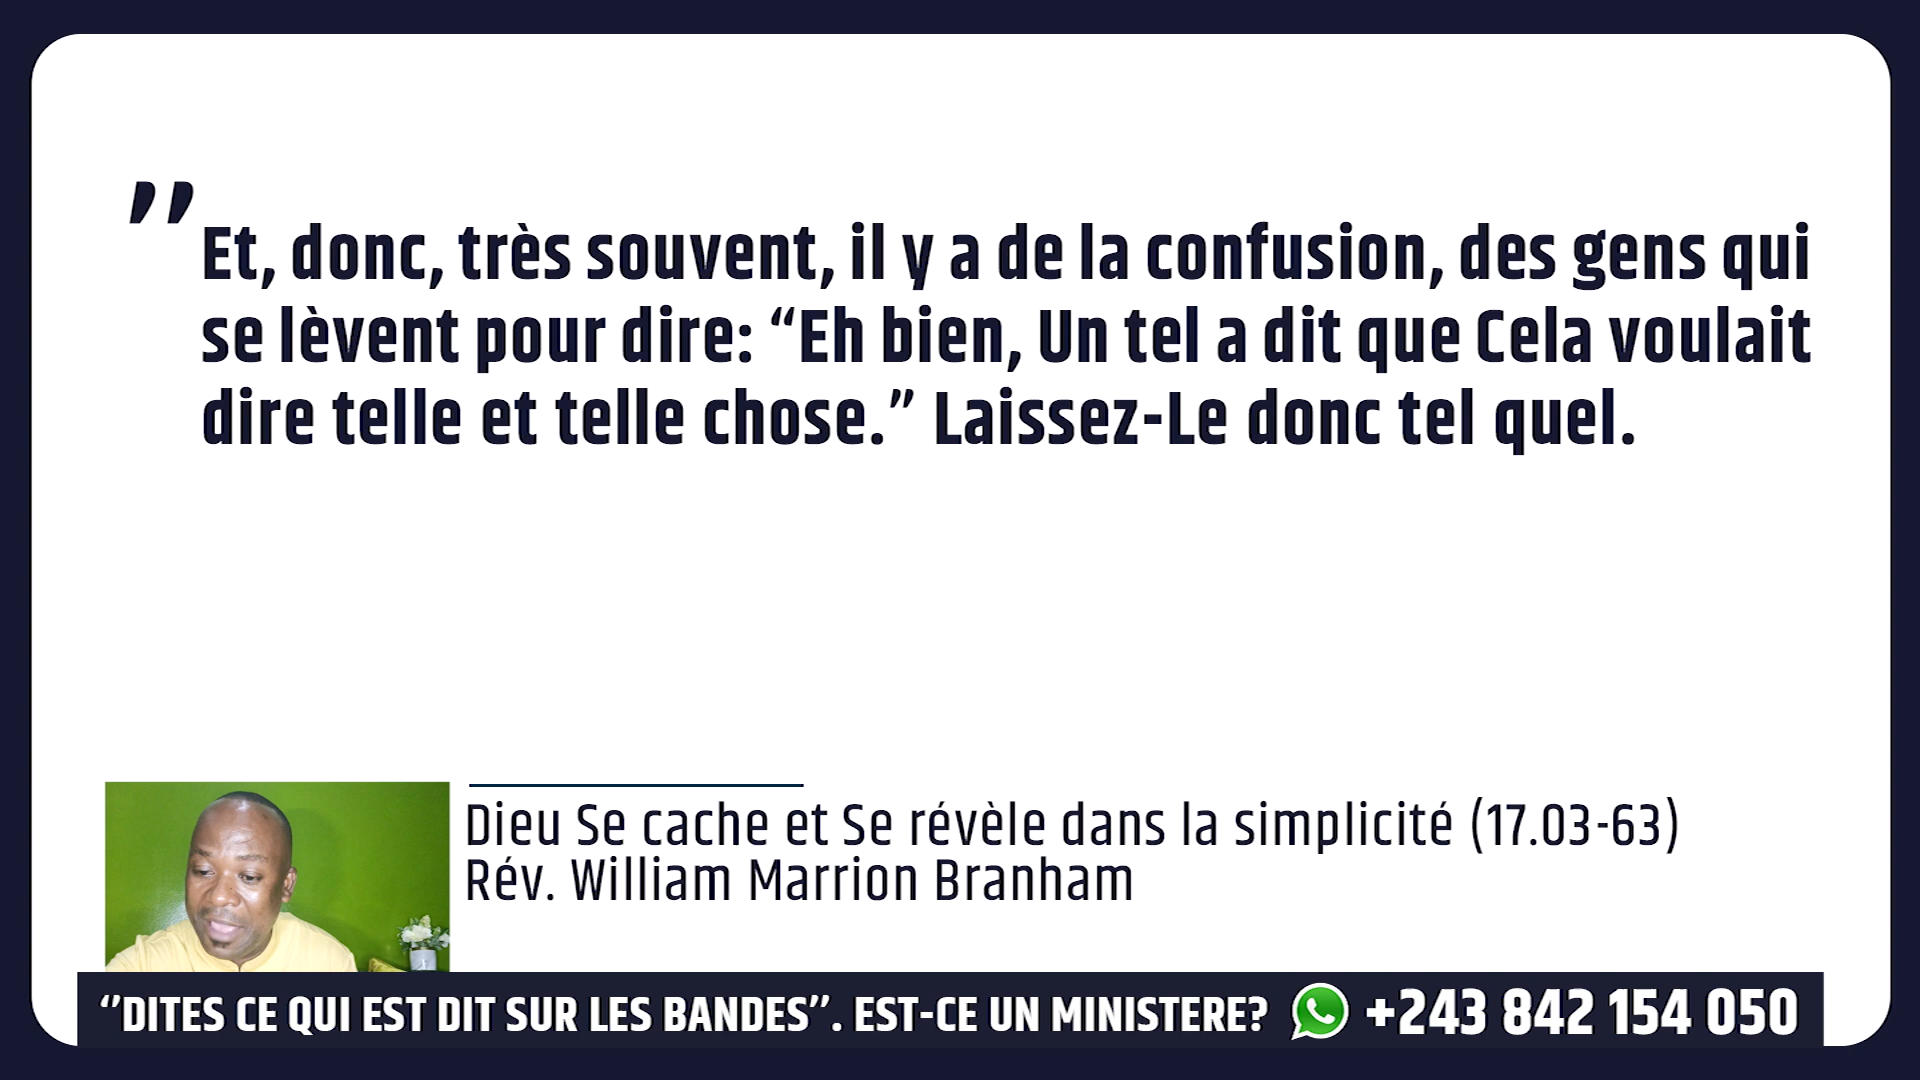 ”
Et, donc, très souvent, il y a de la confusion, des gens qui
se lèvent pour dire: “Eh bien, Un tel a dit que Cela voulait
dire telle et telle chose.” Laissez-Le donc tel quel.
Dieu Se cache et Se révèle dans la simplicité (17.03-63)
Rév. William Marrion Branham
‘’DITES CE QUI EST DIT SUR LES BANDES’’. EST-CE UN MINISTERE? +243 842 154 050